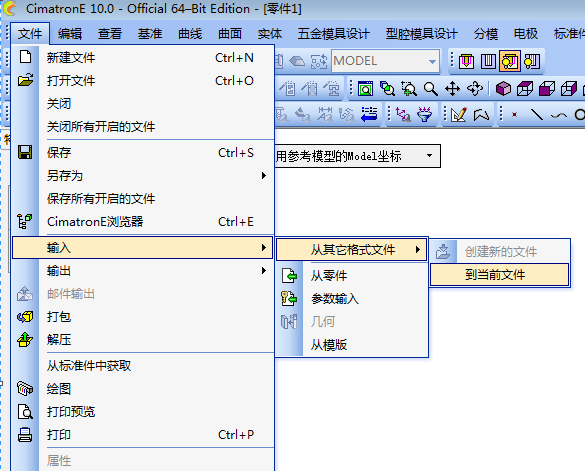 CimatronE 10.0 - Official 64-Bit Edition - [零件1]
文件 编辑 查看 基准 曲线 曲面 实体 五金模具设计 型腔模具设计 分模 电极 标准件
MODEL
用参考模型的Model坐标
新建文件 Ctrl+N
打开文件 Ctrl+O
关闭
关闭所有开启的文件
保存 Ctrl+S
另存为
保存所有开启的文件
CimatronE浏览器 Ctrl+E
输入
输出
邮件输出
打包
解压
从标准件中获取
绘图
打印预览
打印 Ctrl+P
属性
从其它格式文件
从零件
参数输入
几何
从模版
创建新的文件
到当前文件